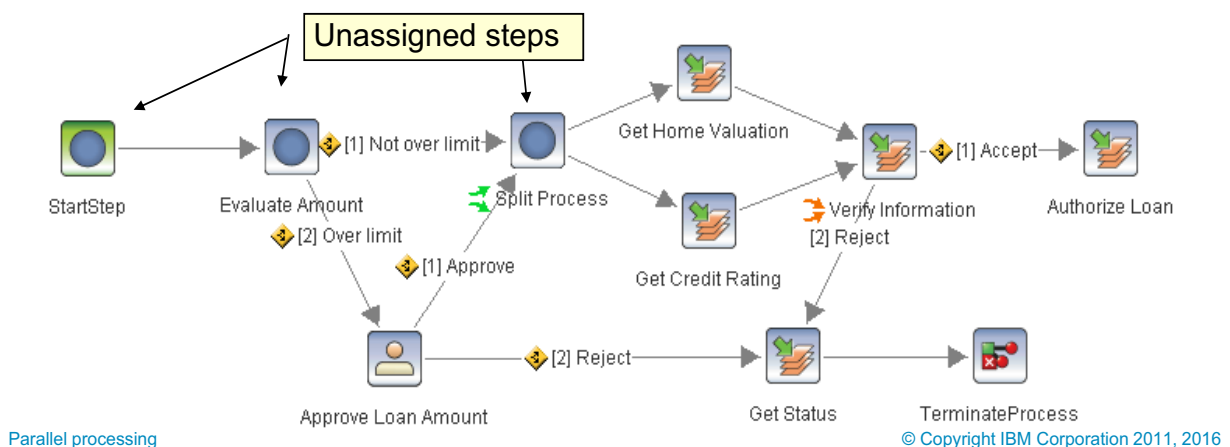 Unassigned steps
Get Home Valuation
[1] Not over limit
[1] Accept
StartStep
Evaluate Amount
Split Process
Verify Information
Authorize Loan
[2] Over limit
[2] Reject
[1] Approve
Get Credit Rating
[2] Reject
Approve Loan Amount
Get Status
TerminateProcess
Parallel processing
© Copyright IBM Corporation 2011, 2016